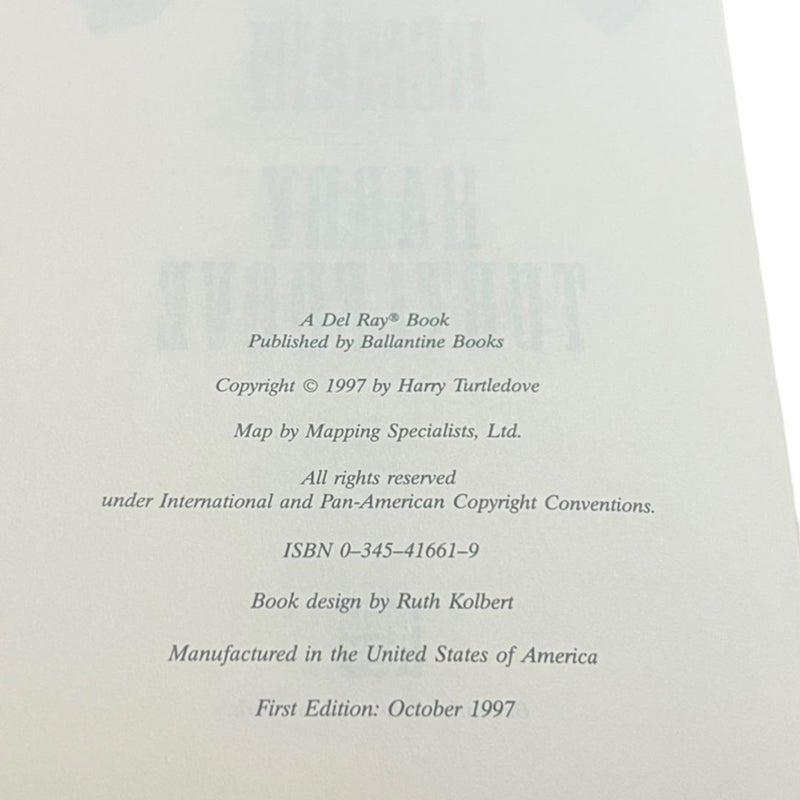 A Del Ray® Book
Published by Ballantine Books
Copyright © 1997 by Harry Turtledove
Map by Mapping Specialists, Ltd.
All rights reserved
under International and Pan-American Copyright Conventions.
ISBN 0–345–41661–9
Book design by Ruth Kolbert
Manufactured in the United States of America
First Edition: October 1997